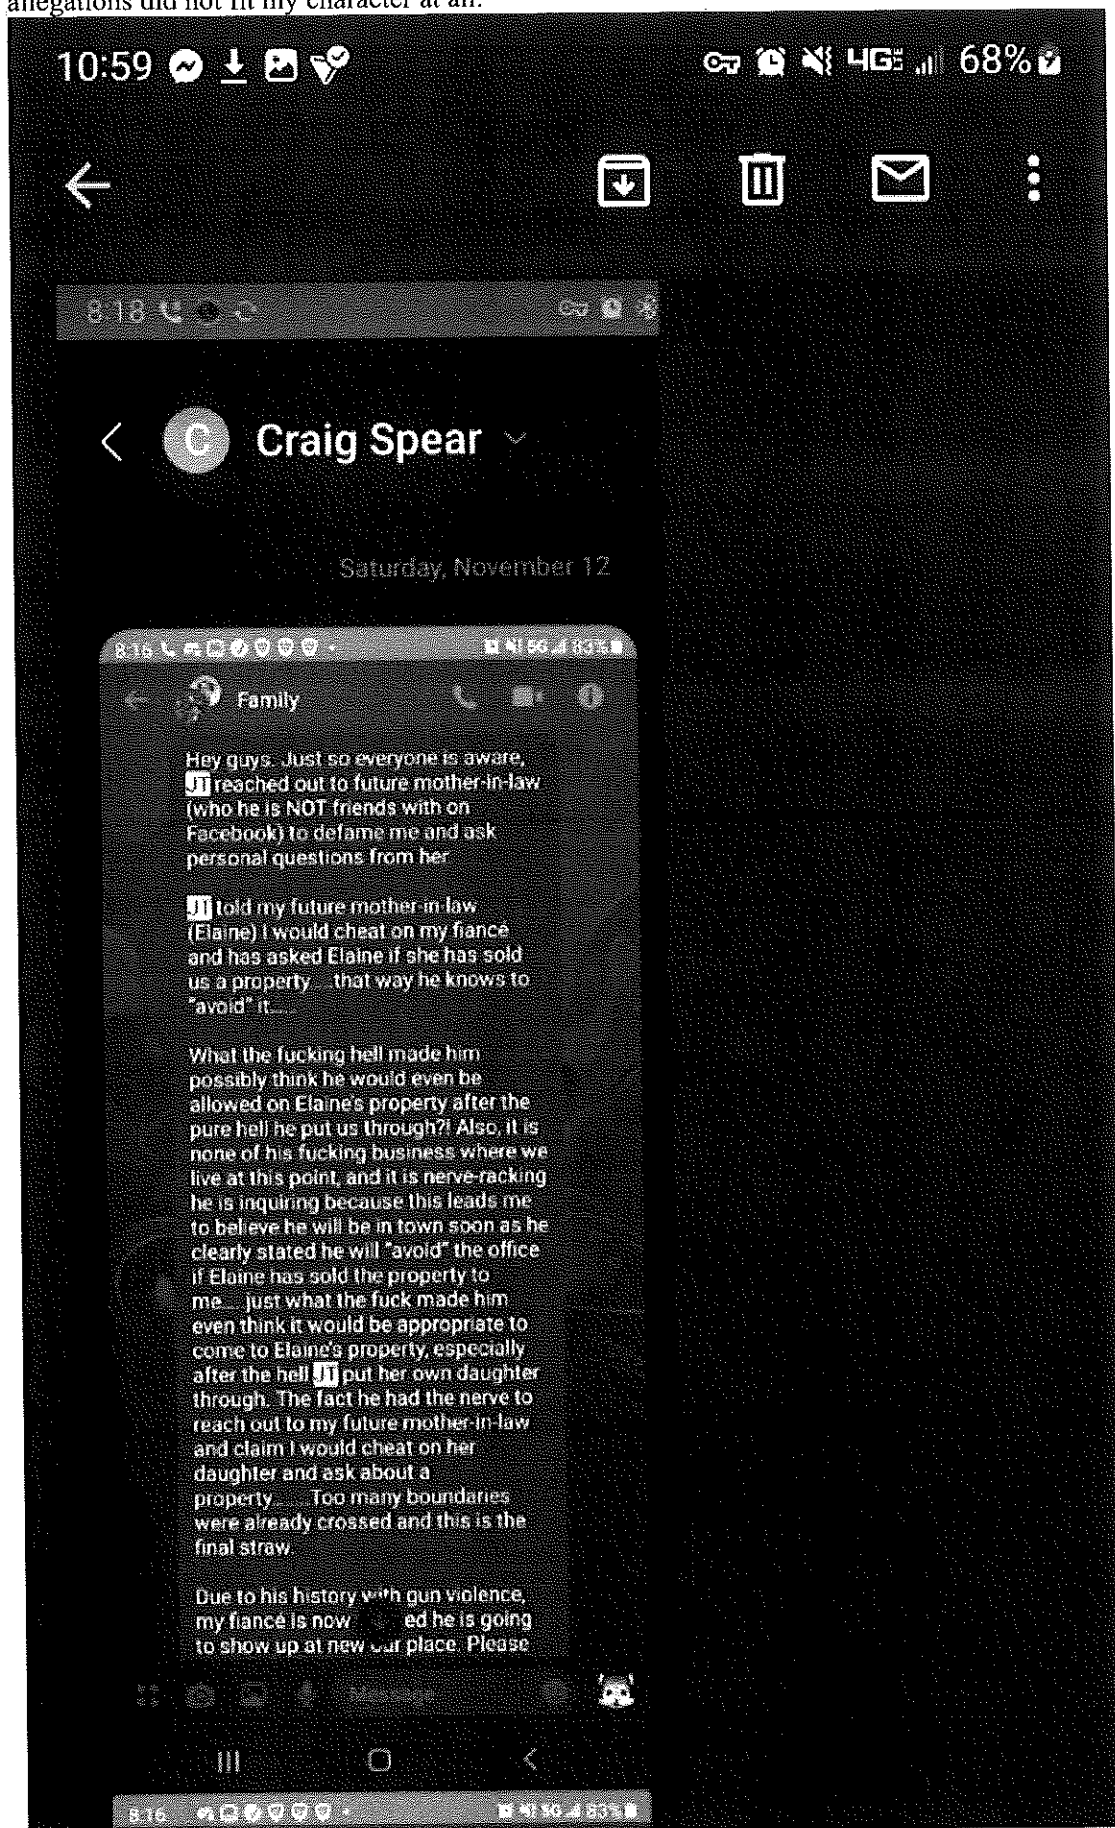 allegations did not fit my character at all.
10:59 4GE 68%
8:18
C Craig Spear
Saturday, November 12
8:16 5G 83%
Family
Hey guys. Just so everyone is aware,
JT reached out to future mother-in-law
(who he is NOT friends with on
Facebook) to defame me and ask
personal questions from her
JT told my future mother-in-law
(Elaine) I would cheat on my fiancé
and has asked Elaine if she has sold
us a property.....that way he knows to
"avoid" it.....
What the fucking hell made him
possibly think he would even be
allowed on Elaine's property after the
pure hell he put us through?! Also, it is
none of his fucking business where we
live at this point, and it is nerve-racking
he is inquiring because this leads me
to believe he will be in town soon as he
clearly stated he will "avoid" the office
if Elaine has sold the property to
me.....just what the fuck made him
even think it would be appropriate to
come to Elaine's property, especially
after the hell JT put her own daughter
through. The fact he had the nerve to
reach out to my future mother-in-law
and claim I would cheat on her
daughter and ask about a
property........Too many boundaries
were already crossed and this is the
final straw.
Due to his history with gun violence,
my fiancé is now ed he is going
to show up at new our place. Please
Message
8:16 5G 83%